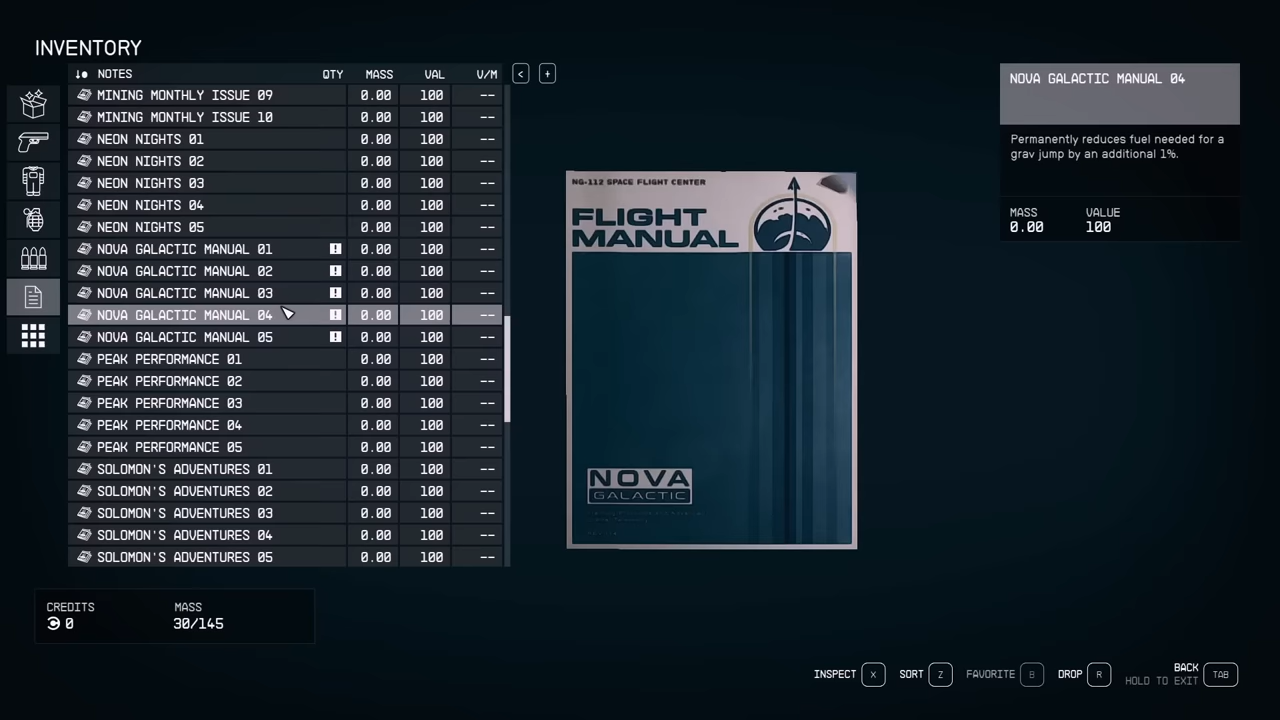 INVENTORY
NOTES QTY MASS VAL V/M < +
MINING MONTHLY ISSUE 09 0.00 100 --
MINING MONTHLY ISSUE 10 0.00 100 --
NEON NIGHTS 01 0.00 100 --
NEON NIGHTS 02 0.00 100 --
NEON NIGHTS 03 0.00 100 --
NEON NIGHTS 04 0.00 100 --
NEON NIGHTS 05 0.00 100 --
NOVA GALACTIC MANUAL 01 ! 0.00 100 --
NOVA GALACTIC MANUAL 02 ! 0.00 100 --
NOVA GALACTIC MANUAL 03 ! 0.00 100 --
NOVA GALACTIC MANUAL 04 ! 0.00 100 --
NOVA GALACTIC MANUAL 05 ! 0.00 100 --
PEAK PERFORMANCE 01 0.00 100 --
PEAK PERFORMANCE 02 0.00 100 --
PEAK PERFORMANCE 03 0.00 100 --
PEAK PERFORMANCE 04 0.00 100 --
PEAK PERFORMANCE 05 0.00 100 --
SOLOMON'S ADVENTURES 01 0.00 100 --
SOLOMON'S ADVENTURES 02 0.00 100 --
SOLOMON'S ADVENTURES 03 0.00 100 --
SOLOMON'S ADVENTURES 04 0.00 100 --
SOLOMON'S ADVENTURES 05 0.00 100 --
NG-112 SPACE FLIGHT CENTER
FLIGHT
MANUAL
NOVA
GALACTIC
NOVA GALACTIC MANUAL 04
Permanently reduces fuel needed for a
grav jump by an additional 1%.
MASS VALUE
0.00 100
CREDITS MASS
0 30/145
INSPECT X SORT Z FAVORITE B DROP R BACK TAB
HOLD TO EXIT